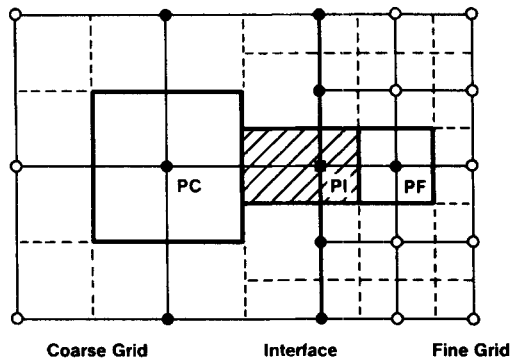 PC
PI
PF
Coarse Grid
Interface
Fine Grid